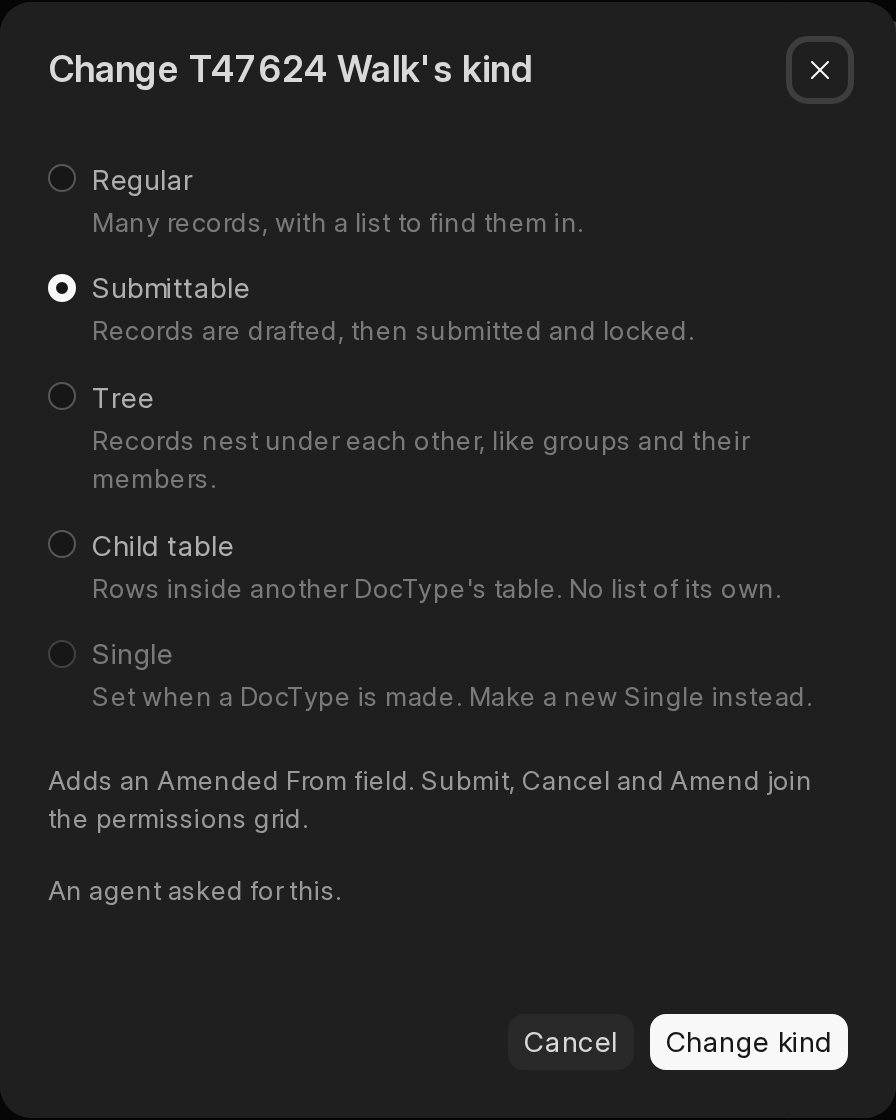 Change T47624 Walk's kind
Regular
Many records, with a list to find them in.
Submittable
Records are drafted, then submitted and locked.
Tree
Records nest under each other, like groups and their
members.
Child table
Rows inside another DocType's table. No list of its own.
Single
Set when a DocType is made. Make a new Single instead.
Adds an Amended From field. Submit, Cancel and Amend join
the permissions grid.
An agent asked for this.
Cancel
Change kind